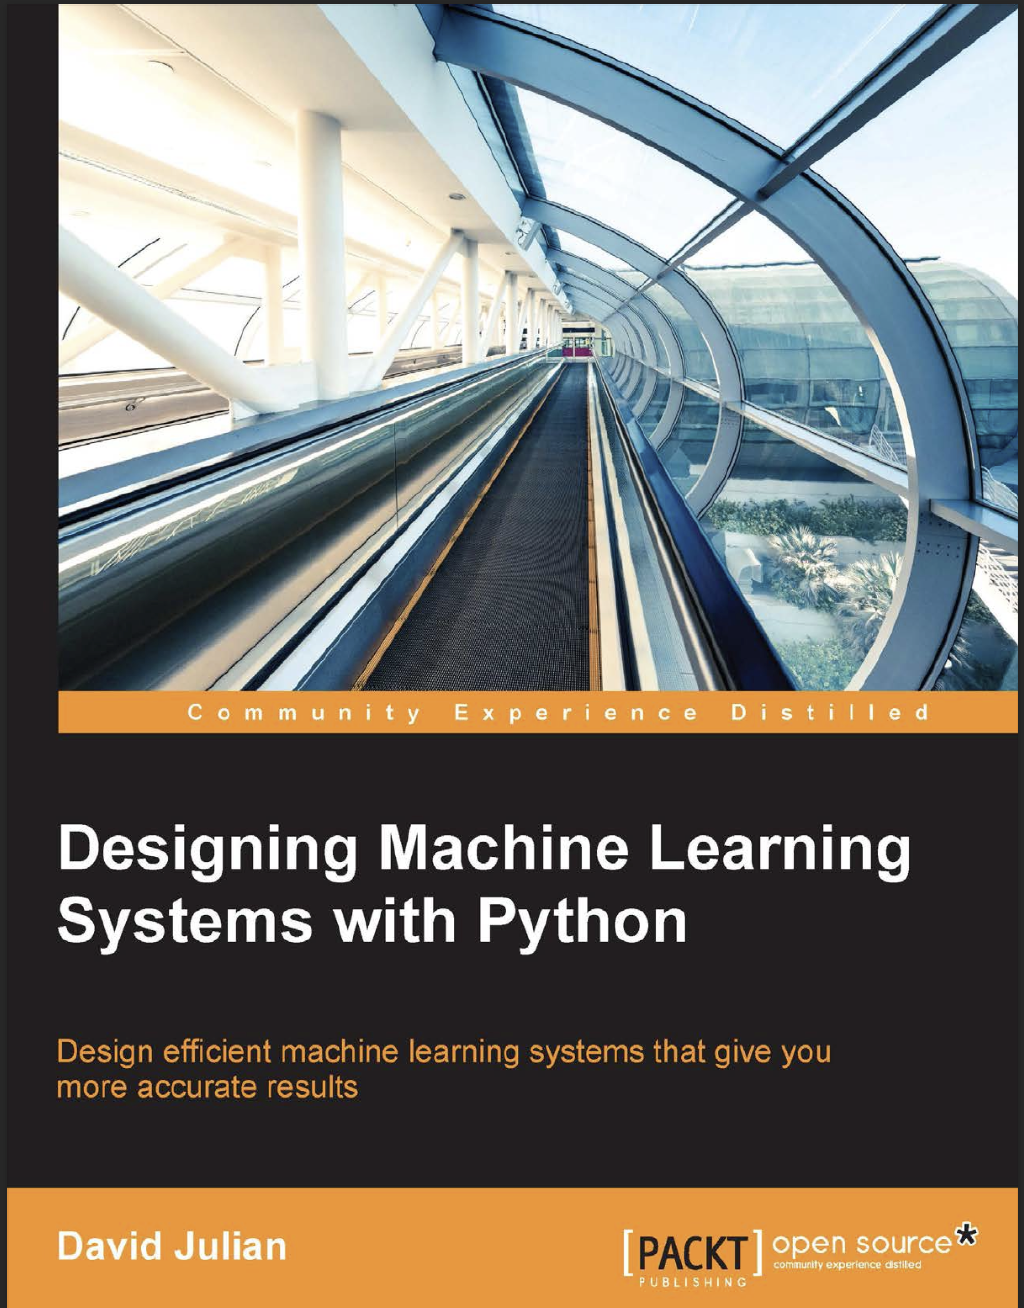 Community Experience Distilled
Designing Machine Learning
Systems with Python
Design efficient machine learning systems that give you
more accurate results
David Julian
[PACKT]
PUBLISHING
open source*
community experience distilled